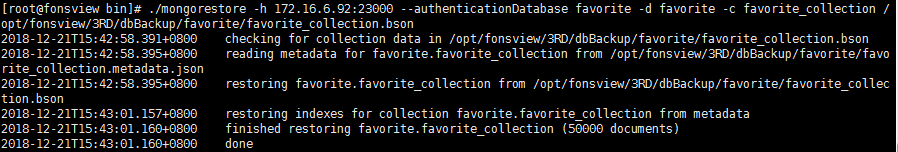 [root@fonsview bin]# ./mongorestore -h 172.16.6.92:23000 --authenticationDatabase favorite -d favorite -c favorite_collection /
opt/fonsview/3RD/dbBackup/favorite/favorite_collection.bson
2018-12-21T15:42:58.391+0800    checking for collection data in /opt/fonsview/3RD/dbBackup/favorite/favorite_collection.bson
2018-12-21T15:42:58.395+0800    reading metadata for favorite.favorite_collection from /opt/fonsview/3RD/dbBackup/favorite/favo
rite_collection.metadata.json
2018-12-21T15:42:58.395+0800    restoring favorite.favorite_collection from /opt/fonsview/3RD/dbBackup/favorite/favorite_collec
tion.bson
2018-12-21T15:43:01.157+0800    restoring indexes for collection favorite.favorite_collection from metadata
2018-12-21T15:43:01.160+0800    finished restoring favorite.favorite_collection (50000 documents)
2018-12-21T15:43:01.160+0800    done